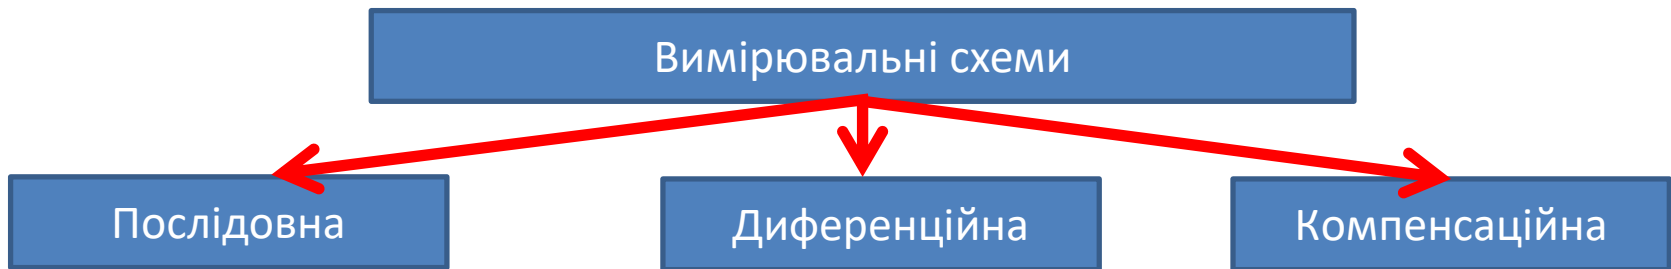 Вимірювальні схеми
Послідовна
Диференційна
Компенсаційна